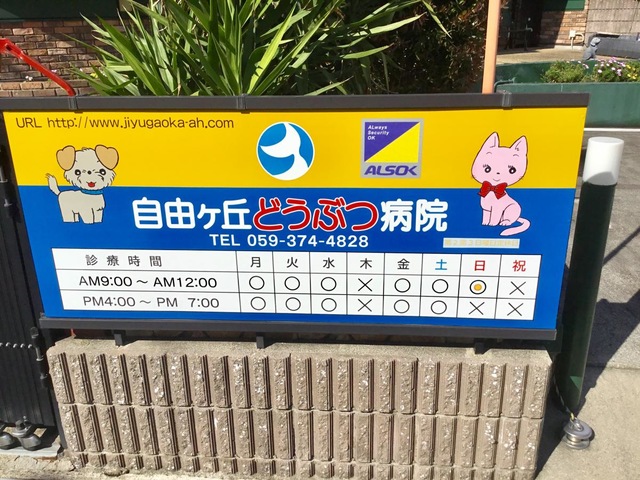 URL http://www.jiyugaoka-ah.com
ALways
Security
OK
ALSOK
自由ヶ丘どうぶつ病院
TEL 059-374-4828
診療時間 月 火 水 木 金 土 日 祝
AM9:00～AM12:00 ○ ○ ○ × ○ ○ ○ ×
PM4:00～PM 7:00 ○ ○ ○ × ○ ○ × ×